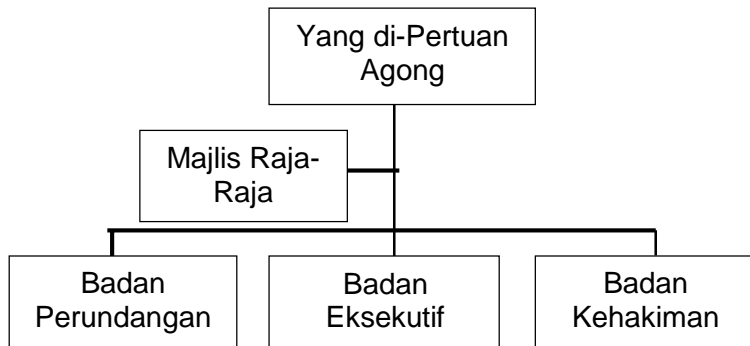 Yang di-Pertuan
Agong
Majlis Raja-
Raja
Badan
Perundangan
Badan
Eksekutif
Badan
Kehakiman